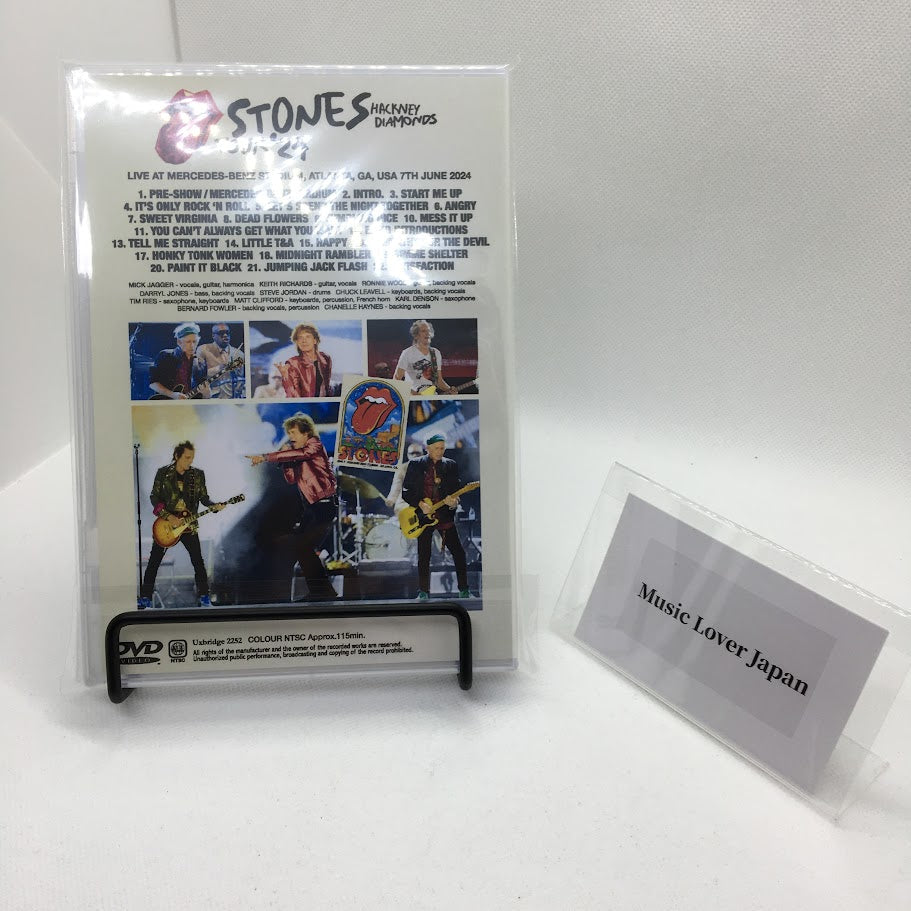 STONES HACKNEY DIAMONDS
LIVE AT MERCEDES-BENZ STADIUM, ATLANTA, GA, USA 7TH JUNE 2024
1. PRE-SHOW / MERCEDES 2. INTRO. 3. START ME UP
4. IT'S ONLY ROCK 'N ROLL THE NIGHT TOGETHER 6. ANGRY
7. SWEET VIRGINIA 8. DEAD FLOWERS 10. MESS IT UP
11. YOU CAN'T ALWAYS GET WHAT YOU INTRODUCTIONS
13. TELL ME STRAIGHT 14. LITTLE T&A 15. HAPPY THE DEVIL
17. HONKY TONK WOMEN 18. MIDNIGHT RAMBLER SHELTER
20. PAINT IT BLACK 21. JUMPING JACK FLASH
MICK JAGGER - vocals, guitar, harmonica KEITH RICHARDS - guitar, vocals RONNIE WOOD backing vocals
DARRYL JONES - bass, backing vocals STEVE JORDAN - drums CHUCK LEAVELL - keyboards, backing vocals
TIM RIES - saxophone, keyboards MATT CLIFFORD - keyboards, percussion, French horn KARL DENSON - saxophone
BERNARD FOWLER - backing vocals, percussion CHANELLE HAYNES - backing vocals
STONES
DVD VIDEO NTSC Uxbridge 2252 COLOUR NTSC Approx.115min.
All rights of the manufacturer and the owner of the recorded works are reserved.
Unauthorized public performance, broadcasting and copying of the record prohibited.
Music Lover Japan